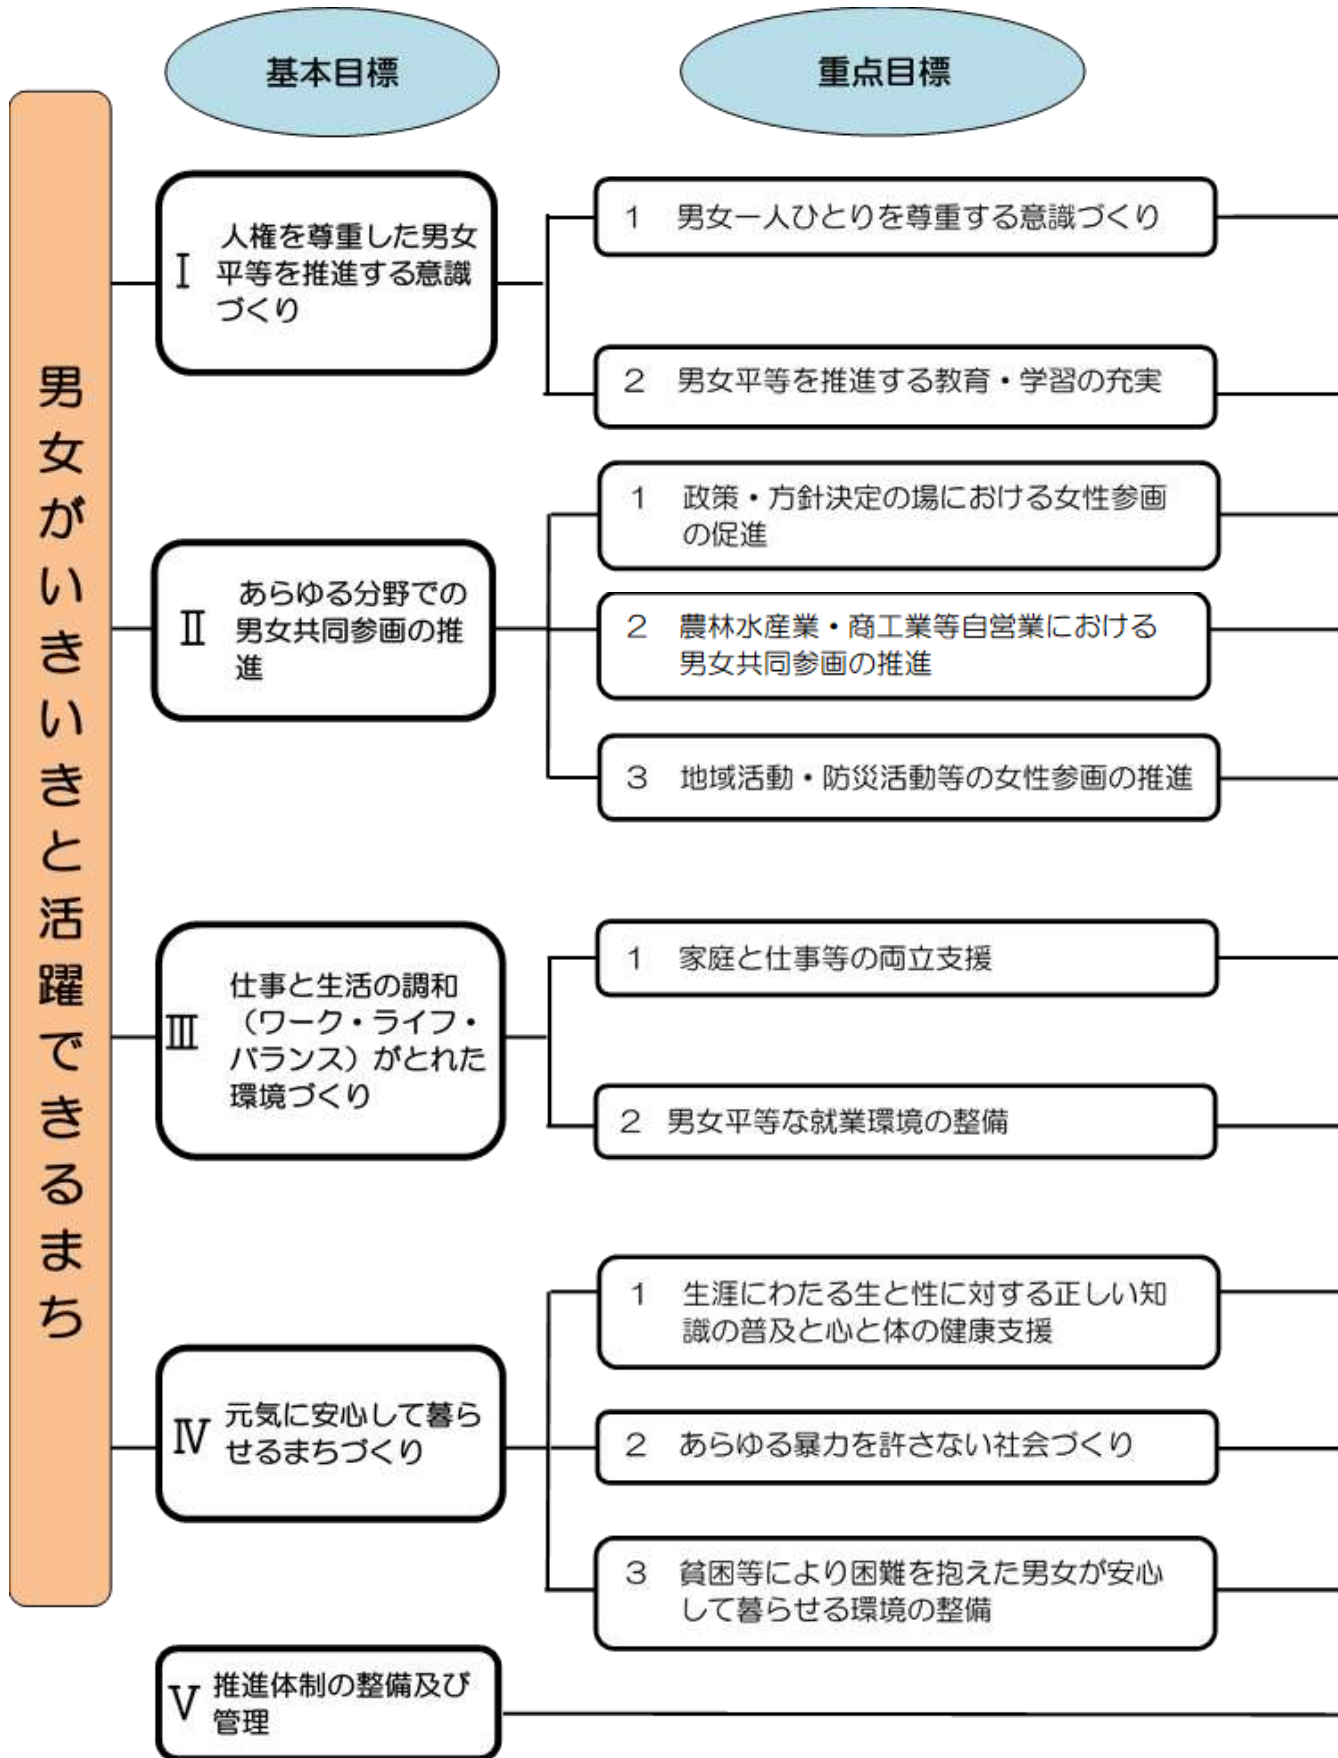 基本目標
重点目標
男女がいきいきと活躍できるまち
Ⅰ
人権を尊重した男女
平等を推進する意識
づくり
1 男女一人ひとりを尊重する意識づくり
2 男女平等を推進する教育・学習の充実
Ⅱ
あらゆる分野での
男女共同参画の推
進
1 政策・方針決定の場における女性参画
の促進
2 農林水産業・商工業等自営業における
男女共同参画の推進
3 地域活動・防災活動等の女性参画の推進
Ⅲ
仕事と生活の調和
（ワーク・ライフ・
バランス）がとれた
環境づくり
1 家庭と仕事等の両立支援
2 男女平等な就業環境の整備
Ⅳ
元気に安心して暮ら
せるまちづくり
1 生涯にわたる生と性に対する正しい知
識の普及と心と体の健康支援
2 あらゆる暴力を許さない社会づくり
3 貧困等により困難を抱えた男女が安心
して暮らせる環境の整備
Ⅴ
推進体制の整備及び
管理